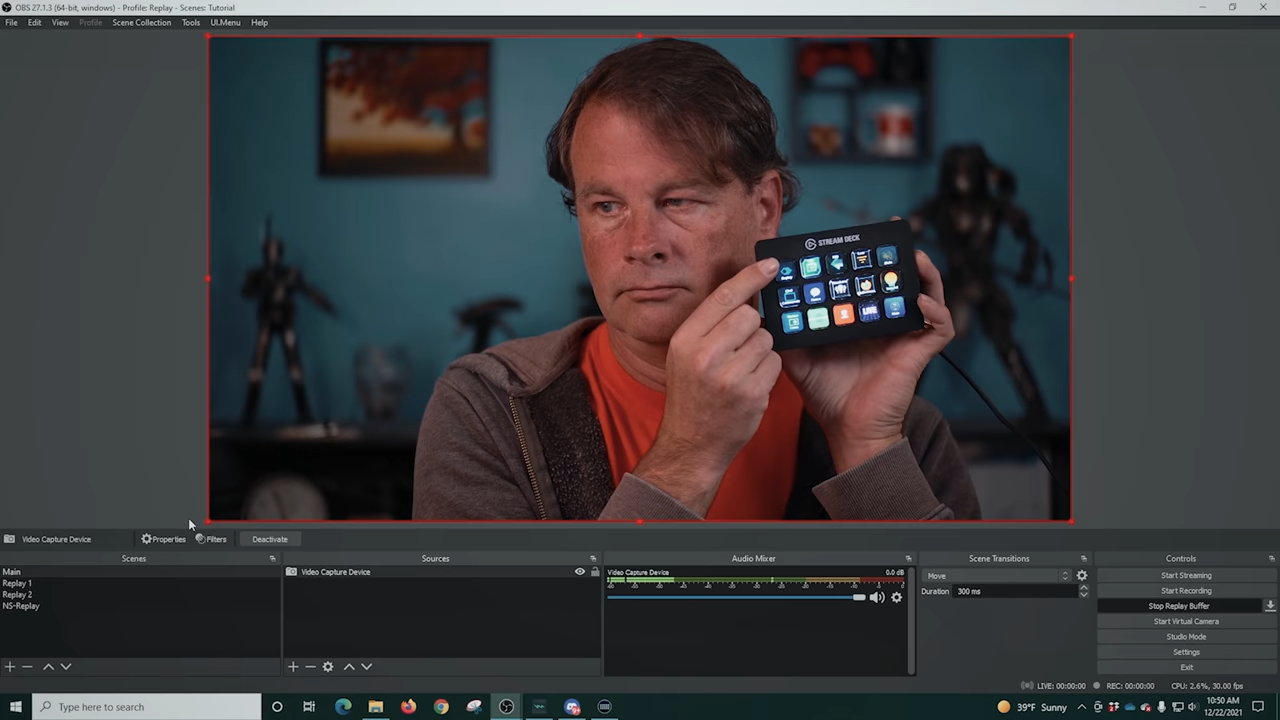 OBS 27.1.3 (64-bit, windows) - Profile: Replay - Scenes: Tutorial
File Edit View Profile Scene Collection Tools UI.Menu Help
STREAM DECK
LIVE
Video Capture Device Properties Filters Deactivate
Scenes
Main
Replay 1
Replay 2
NS-Replay
Sources
Video Capture Device
Audio Mixer
Video Capture Device 0.0 dB
Scene Transitions
Move
Duration 300 ms
Controls
Start Streaming
Start Recording
Stop Replay Buffer
Start Virtual Camera
Studio Mode
Settings
Exit
LIVE: 00:00:00 REC: 00:00:00 CPU: 2.6%, 30.00 fps
Type here to search
39°F Sunny
10:50 AM
12/22/2021